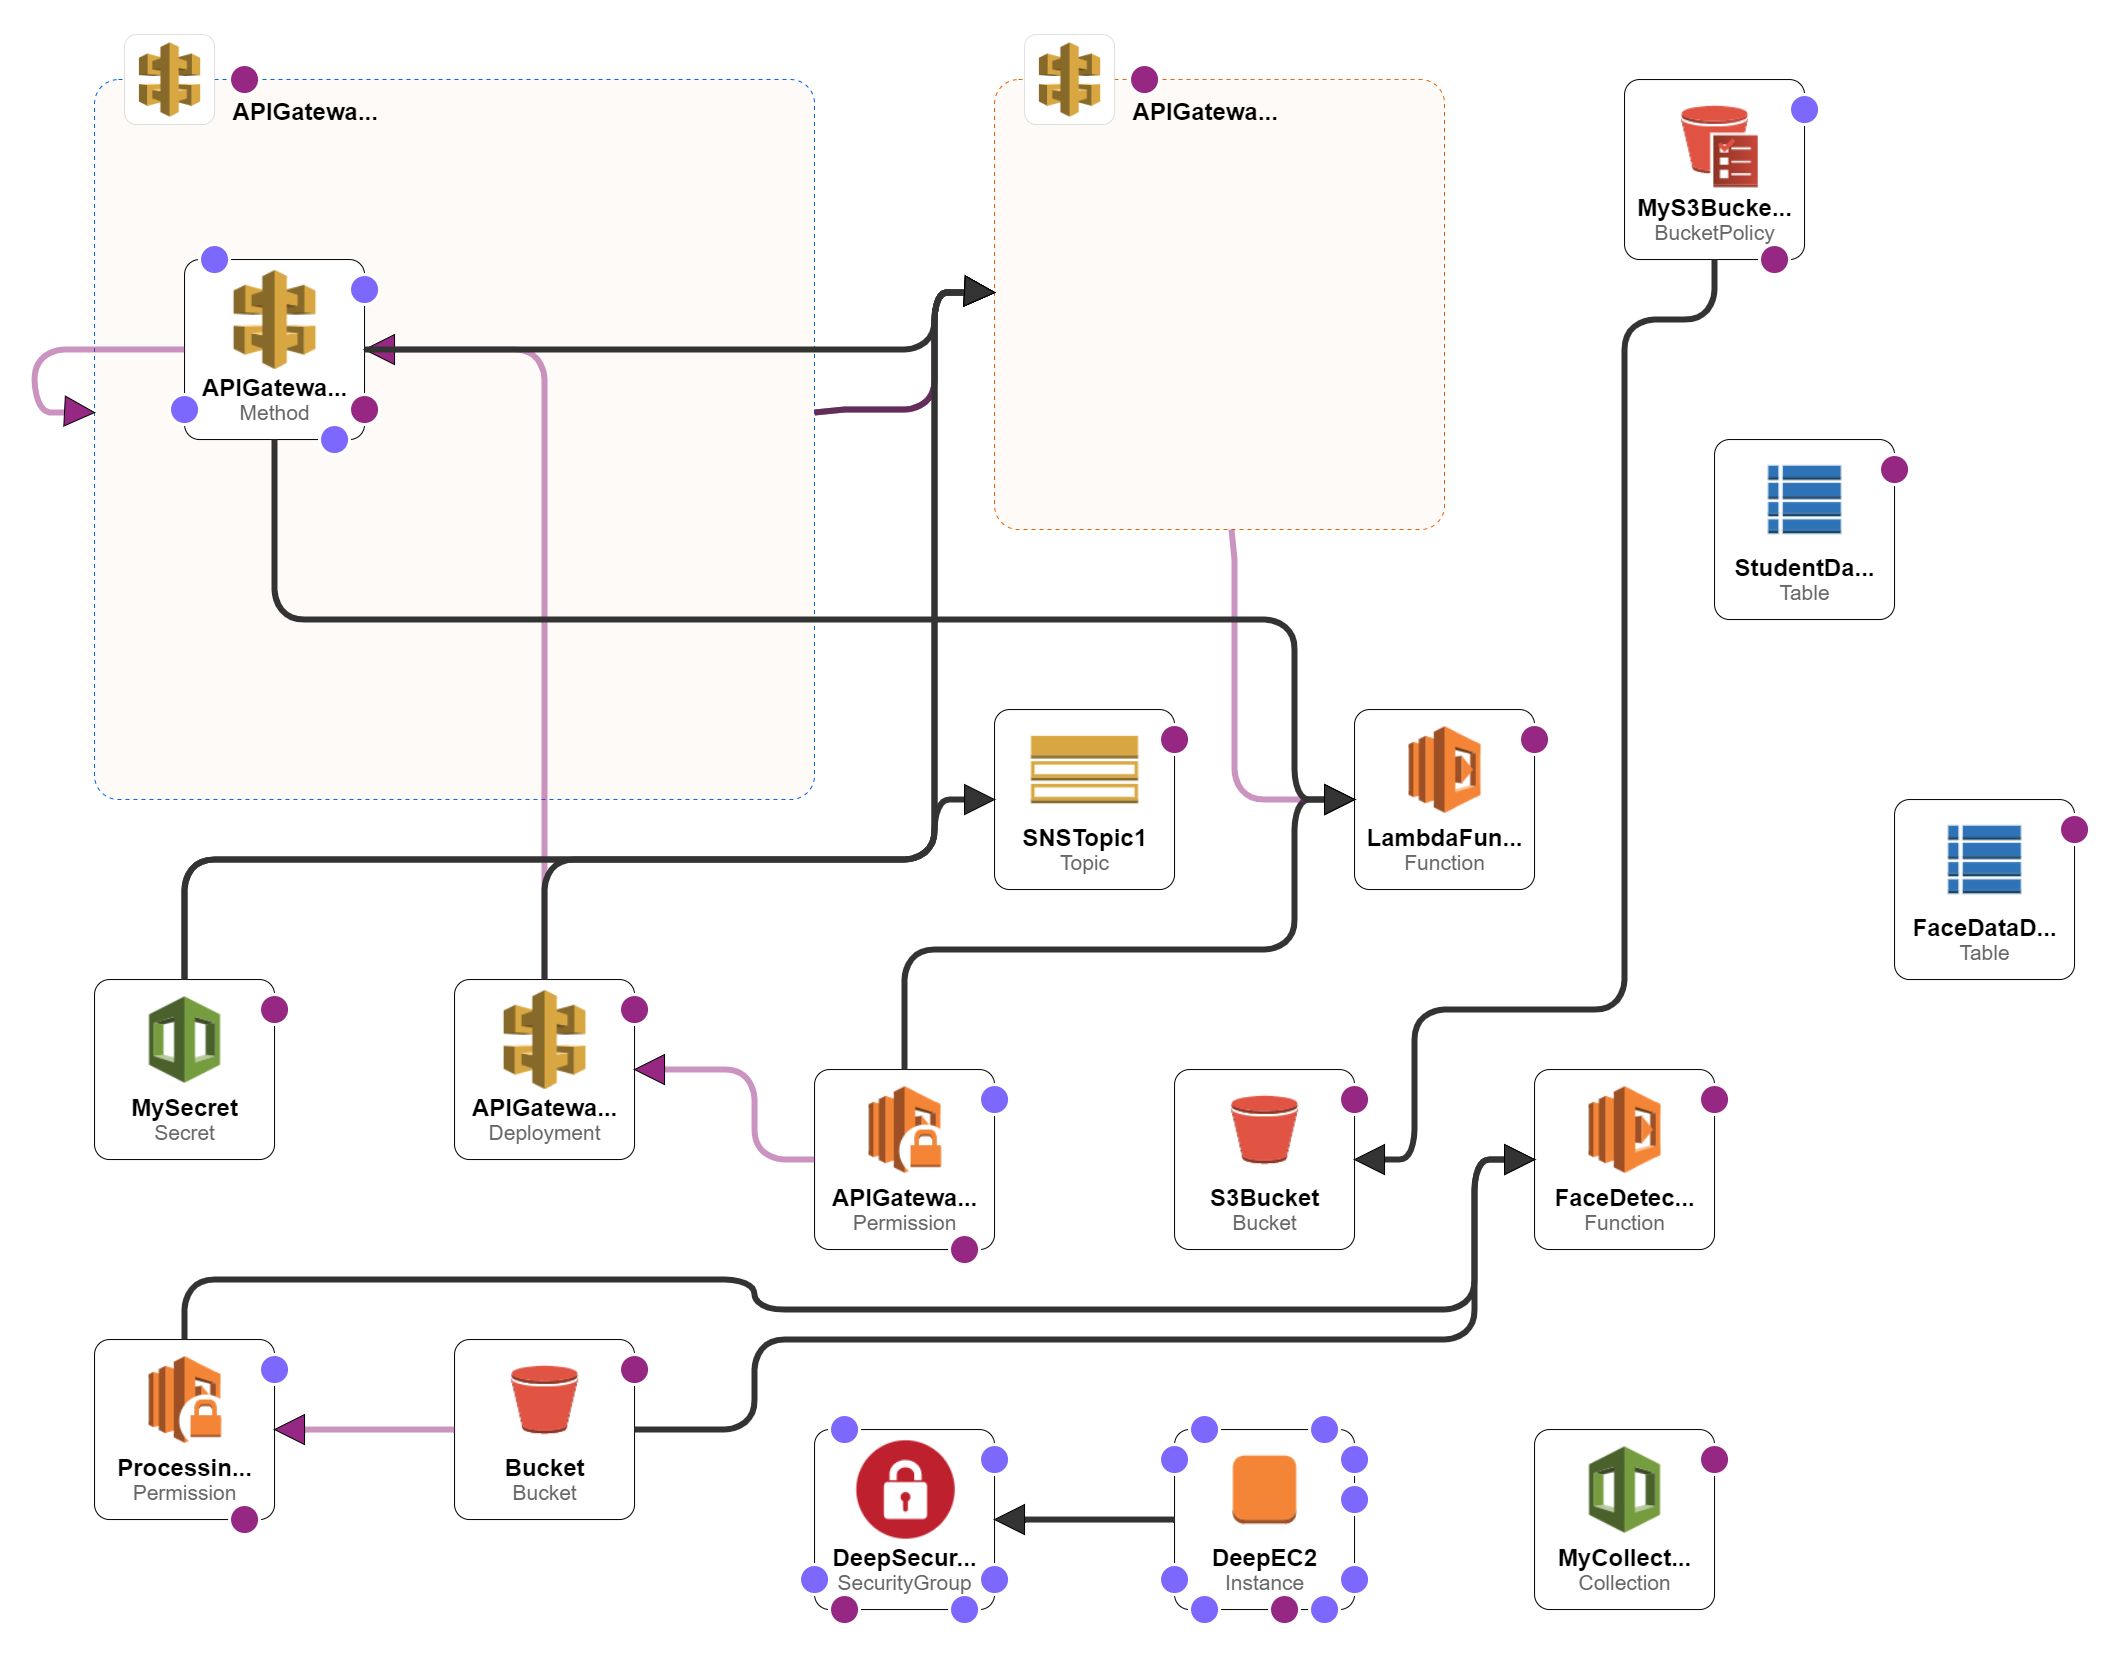 APIGatewa...
APIGatewa...
MyS3Bucke...
BucketPolicy
APIGatewa...
Method
StudentDa...
Table
SNSTopic1
Topic
LambdaFun...
Function
FaceDataD...
Table
MySecret
Secret
APIGatewa...
Deployment
APIGatewa...
Permission
S3Bucket
Bucket
FaceDetec...
Function
Processin...
Permission
Bucket
Bucket
DeepSecur...
SecurityGroup
DeepEC2
Instance
MyCollect...
Collection